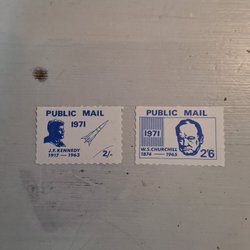 PUBLIC MAIL
1971
J.F. KENNEDY
1917 — 1963
2/-
PUBLIC MAIL
1971
W.S. CHURCHILL
1874 — 1965
2'6